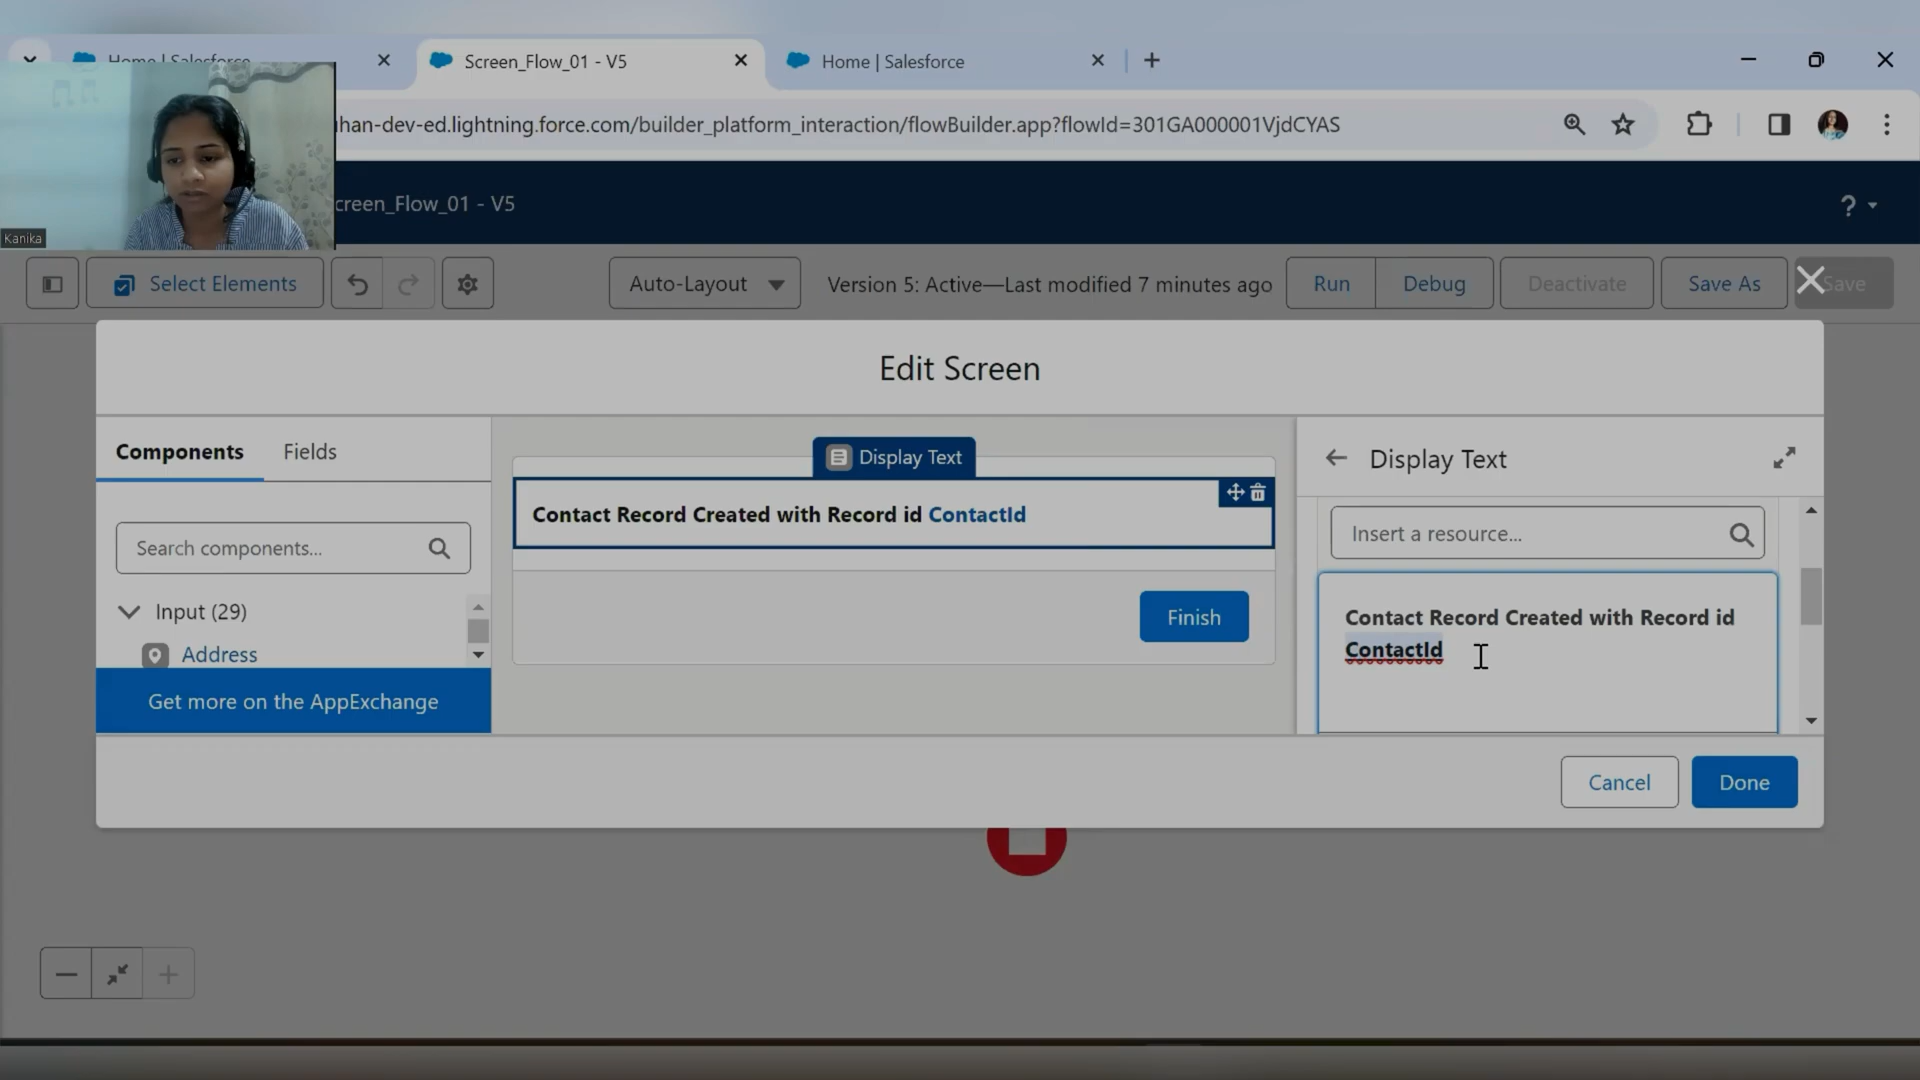 Home | Salesforce
Screen_Flow_01 - V5
Home | Salesforce
han-dev-ed.lightning.force.com/builder_platform_interaction/flowBuilder.app?flowId=301GA000001VjdCYAS
Kanika
creen_Flow_01 - V5
?
Select Elements
Auto-Layout
Version 5: Active—Last modified 7 minutes ago
Run
Debug
Deactivate
Save As
Save
Edit Screen
Components
Fields
Display Text
Display Text
Contact Record Created with Record id ContactId
Search components...
Insert a resource...
Input (29)
Address
Finish
Contact Record Created with Record id
ContactId
Get more on the AppExchange
Cancel
Done